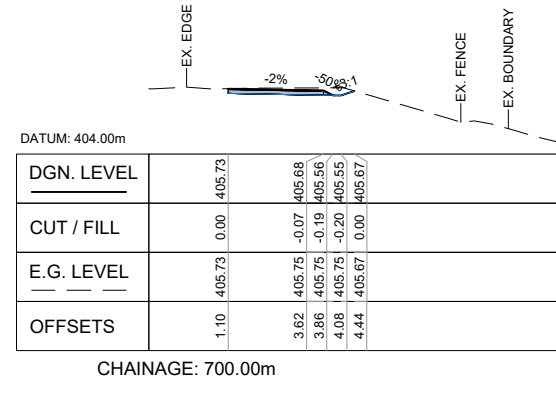 EX. EDGE
EX. FENCE
EX. BOUNDARY
-2%
-50%
3:1
DATUM: 404.00m
DGN. LEVEL 405.73 405.68 405.56 405.55 405.67
CUT / FILL 0.00 -0.07 -0.19 -0.20 0.00
E.G. LEVEL 405.73 405.75 405.75 405.75 405.67
OFFSETS 1.10 3.62 3.86 4.08 4.44
CHAINAGE: 700.00m